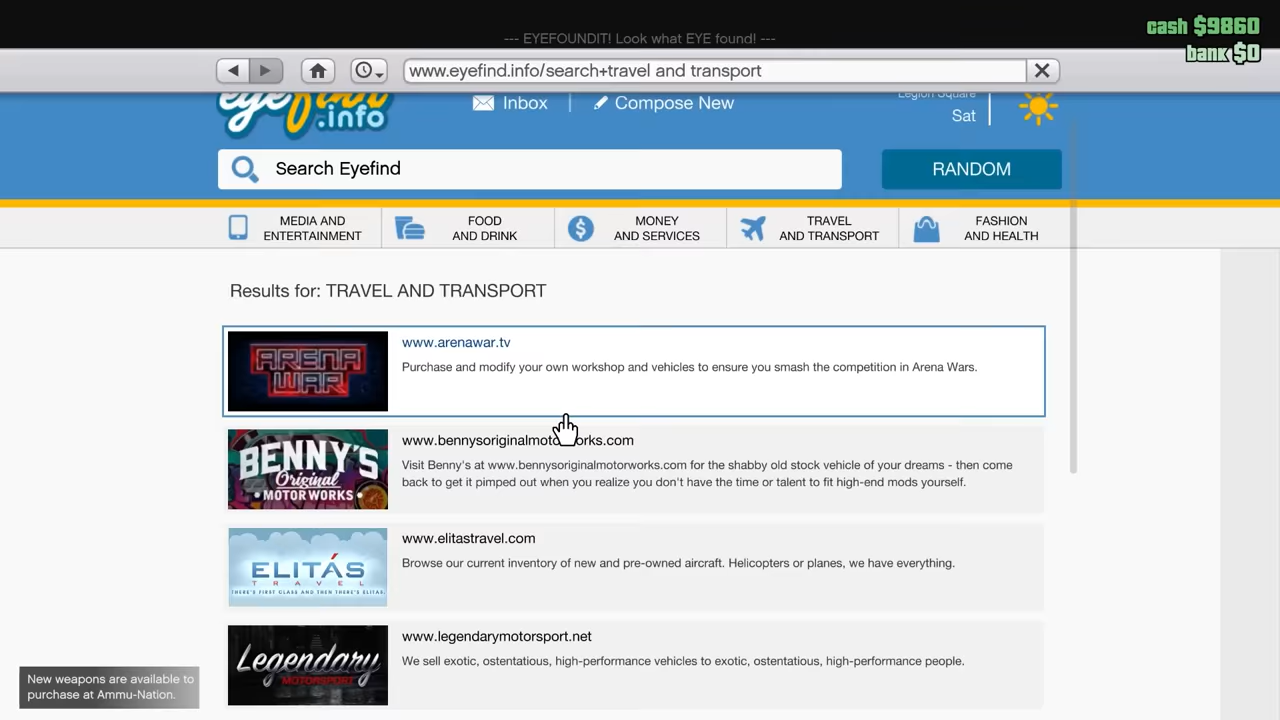 cash $9860
--- EYEFOUNDIT! Look what EYE found! ---
bank $0
www.eyefind.info/search+travel and transport
eyefind
.info
Inbox
Compose New
Legion Square
Sat
Search Eyefind
RANDOM
MEDIA AND
ENTERTAINMENT
FOOD
AND DRINK
MONEY
AND SERVICES
TRAVEL
AND TRANSPORT
FASHION
AND HEALTH
Results for: TRAVEL AND TRANSPORT
ARENA
WAR
www.arenawar.tv
Purchase and modify your own workshop and vehicles to ensure you smash the competition in Arena Wars.
BENNY'S
Original
MOTOR WORKS
www.bennysoriginalmotorworks.com
Visit Benny's at www.bennysoriginalmotorworks.com for the shabby old stock vehicle of your dreams - then come
back to get it pimped out when you realize you don't have the time or talent to fit high-end mods yourself.
ELITÁS
TRAVEL
THERE'S FIRST CLASS AND THEN THERE'S ELITAS.
www.elitastravel.com
Browse our current inventory of new and pre-owned aircraft. Helicopters or planes, we have everything.
Legendary
MOTORSPORT
www.legendarymotorsport.net
We sell exotic, ostentatious, high-performance vehicles to exotic, ostentatious, high-performance people.
New weapons are available to
purchase at Ammu-Nation.